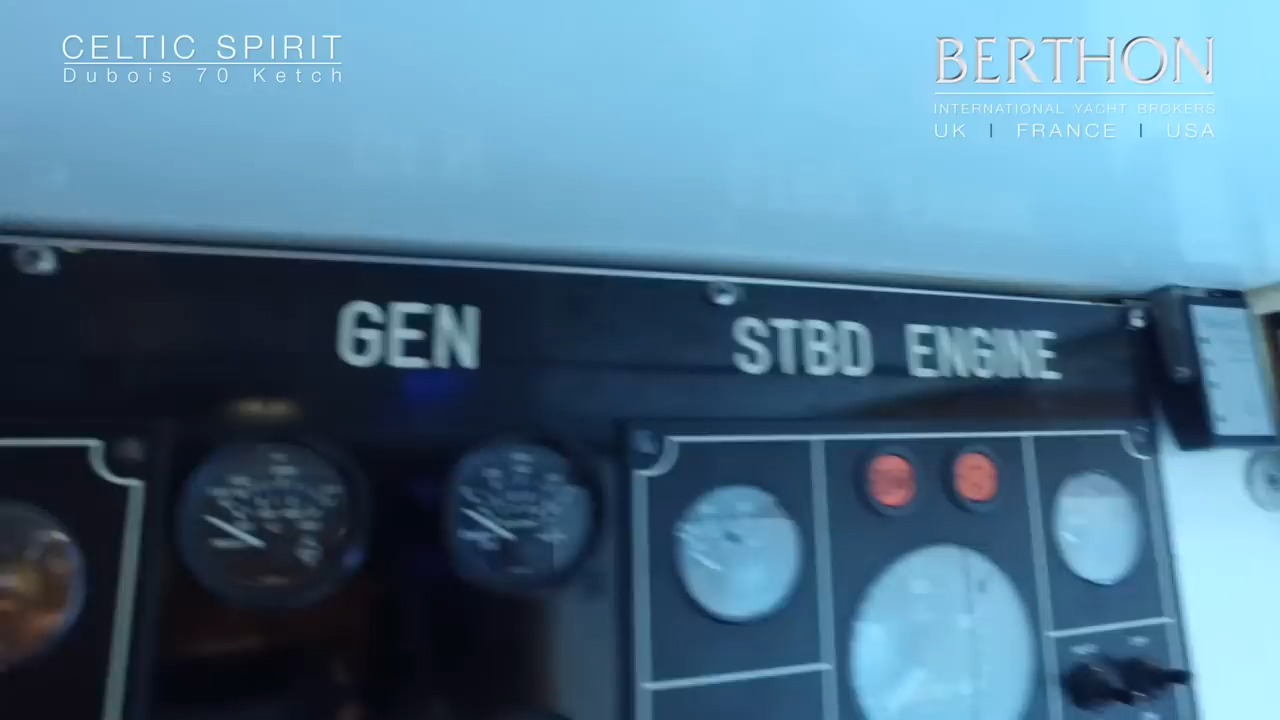 CELTIC SPIRIT
Dubois 70 Ketch
BERTHON
INTERNATIONAL YACHT BROKERS
UK | FRANCE | USA
GEN
STBD ENGINE